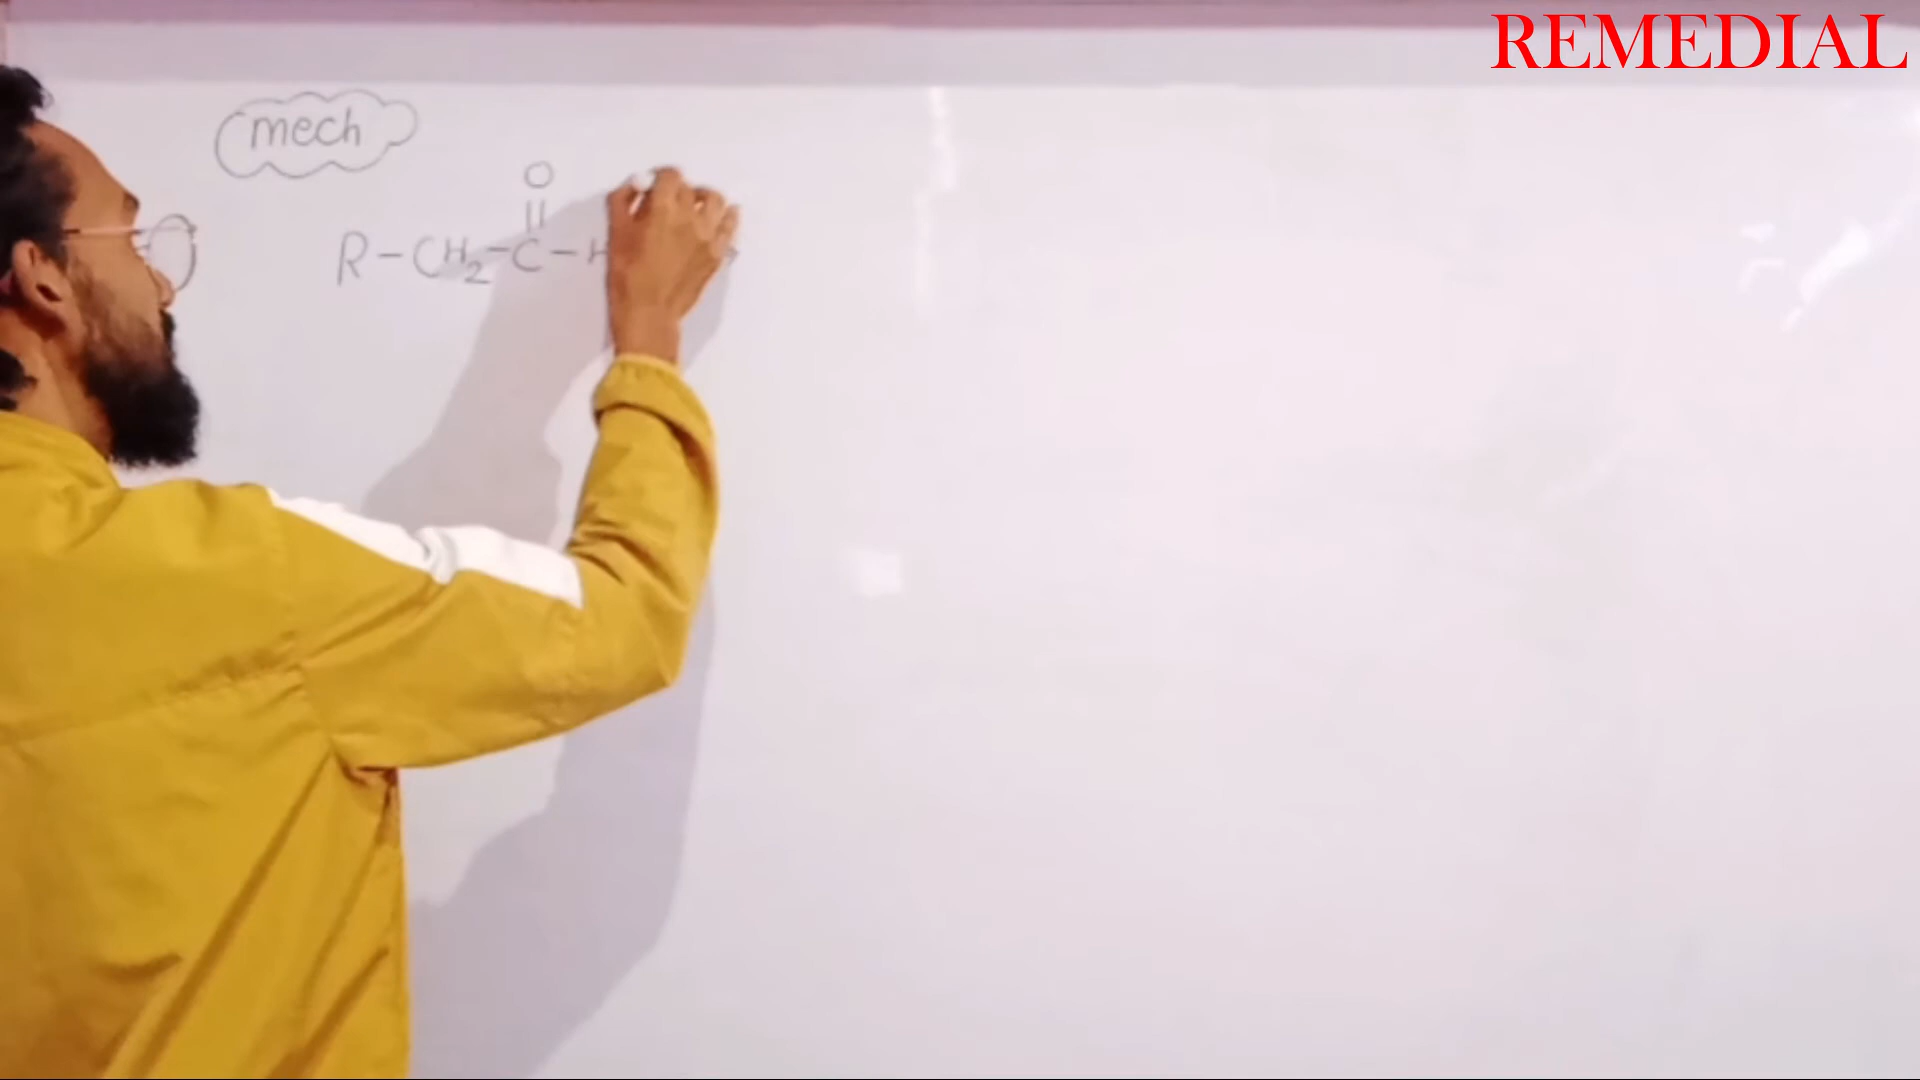 REMEDIAL
mech
O
||
R-CH₂-C-H